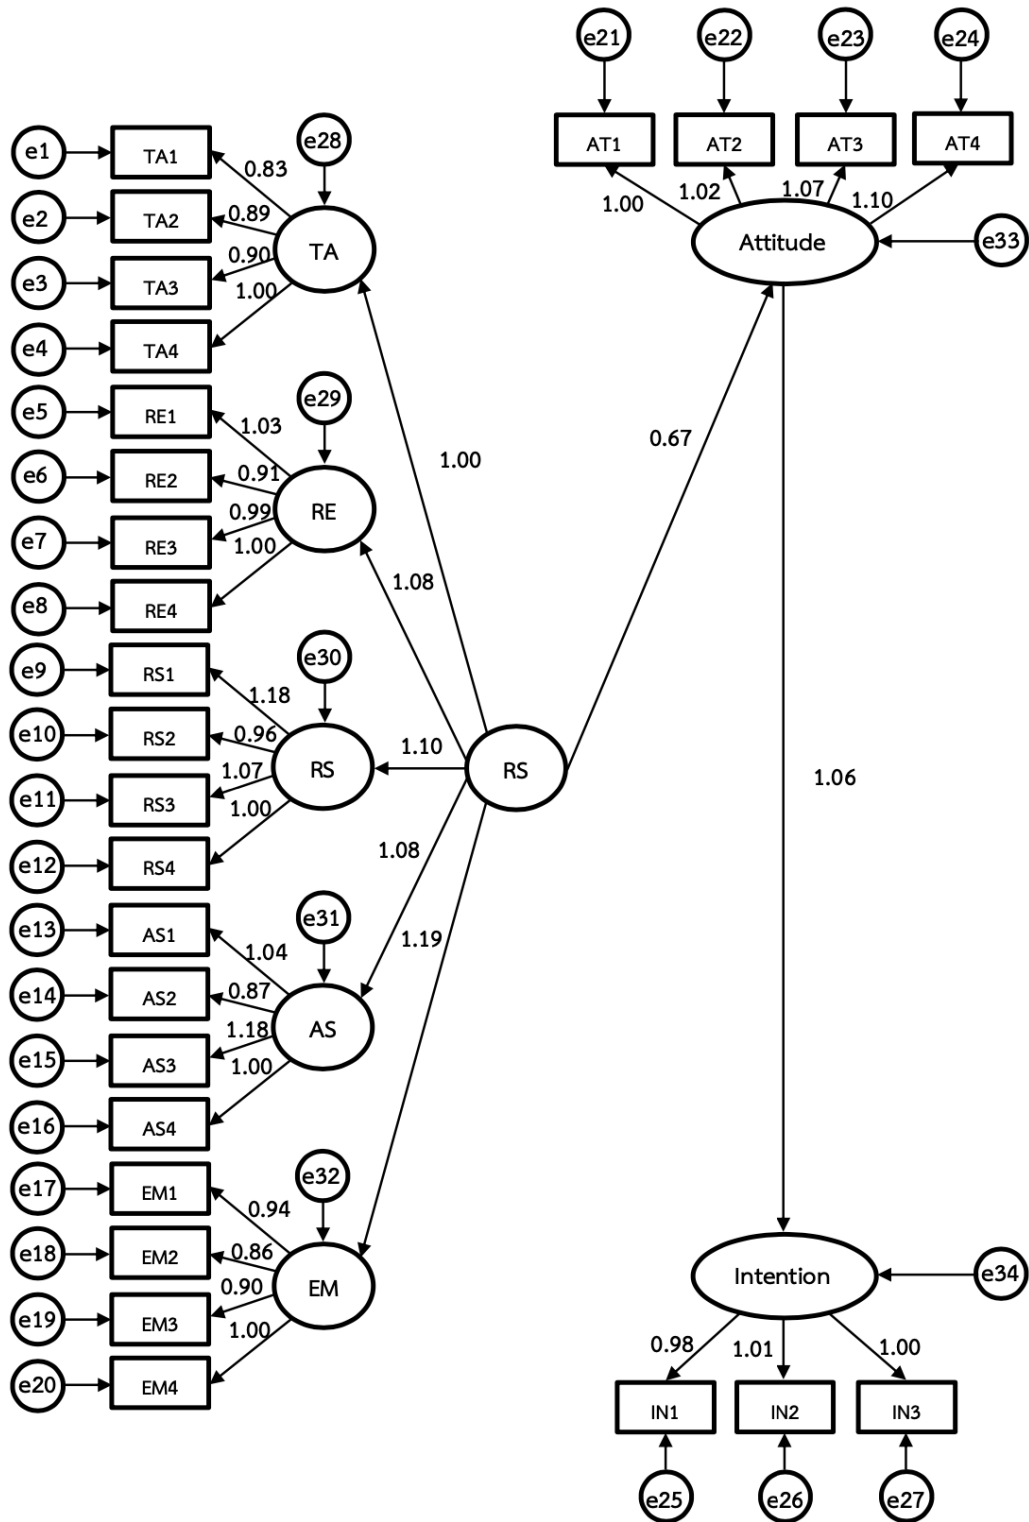 e21
e22
e23
e24
AT1
AT2
AT3
AT4
1.00
1.02
1.07
1.10
Attitude
e33
e1
TA1
e28
0.83
e2
TA2
0.89
TA
e3
TA3
0.90
1.00
e4
TA4
e5
RE1
e29
1.03
e6
RE2
0.91
RE
e7
RE3
0.99
1.00
e8
RE4
1.00
0.67
1.08
e9
RS1
e30
1.18
e10
RS2
0.96
RS
1.10
RS
e11
RS3
1.07
1.00
e12
RS4
1.06
1.08
1.19
e13
AS1
e31
1.04
e14
AS2
0.87
AS
e15
AS3
1.18
1.00
e16
AS4
e17
EM1
e32
0.94
e18
EM2
0.86
EM
e19
EM3
0.90
1.00
e20
EM4
Intention
e34
0.98
1.01
1.00
IN1
IN2
IN3
e25
e26
e27